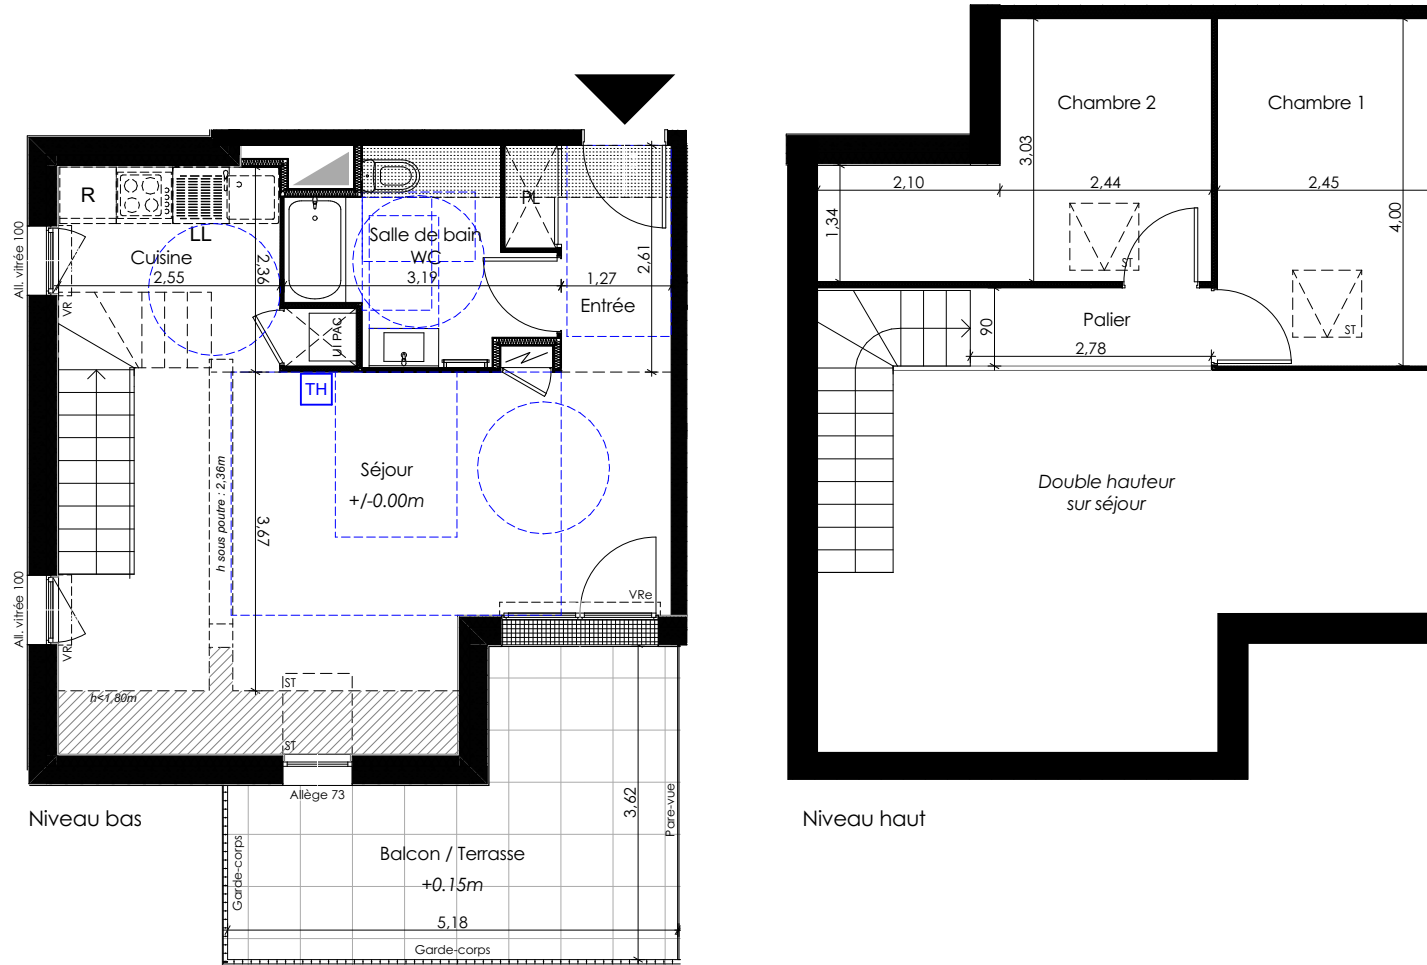 R
LL
Cuisine
2,55
2,36
All. vitrée 100
VR
Salle de bain
WC
3,19
PL
UI PAC
1,27
2,61
Entrée
TH
Séjour
+/-0.00m
h sous poutre : 2,36m
3,67
All. vitrée 100
VR
VRe
h<1,80m
ST
ST
Allège 73
Niveau bas
Garde-corps
Balcon / Terrasse
+0.15m
5,18
Garde-corps
3,62
Pare-vue
Chambre 2
3,03
2,10
2,44
1,34
ST
Chambre 1
2,45
4,00
ST
90
Palier
2,78
Double hauteur
sur séjour
Niveau haut